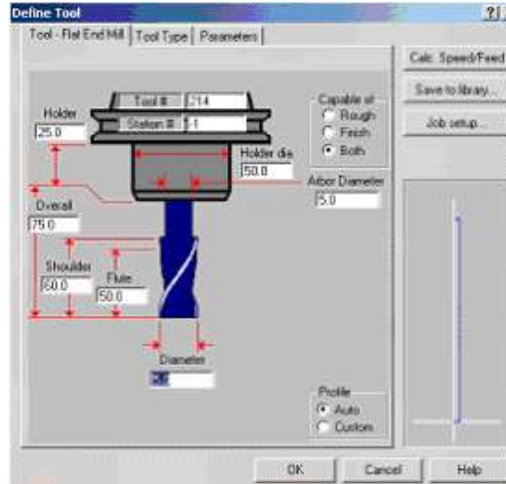 Define Tool
Tool - Flat End Mill Tool Type Parameters
Calc. Speed/Feed
Save to library...
Job setup...
Tool # 214
Station #
Capable of
Rough
Finish
Both
Holder
25.0
Holder dia.
50.0
Arbor Diameter
5.0
Overall
75.0
Shoulder
60.0
Flute
50.0
Diameter
Profile
Auto
Custom
OK Cancel Help